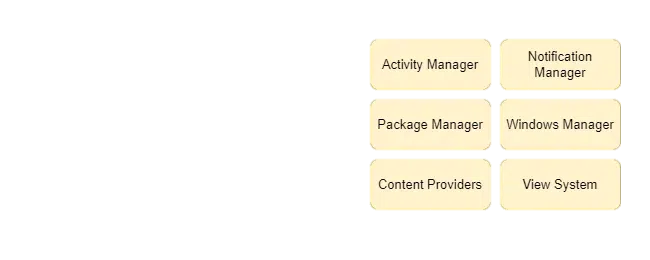 Activity Manager
Notification
Manager
Package Manager
Windows Manager
Content Providers
View System